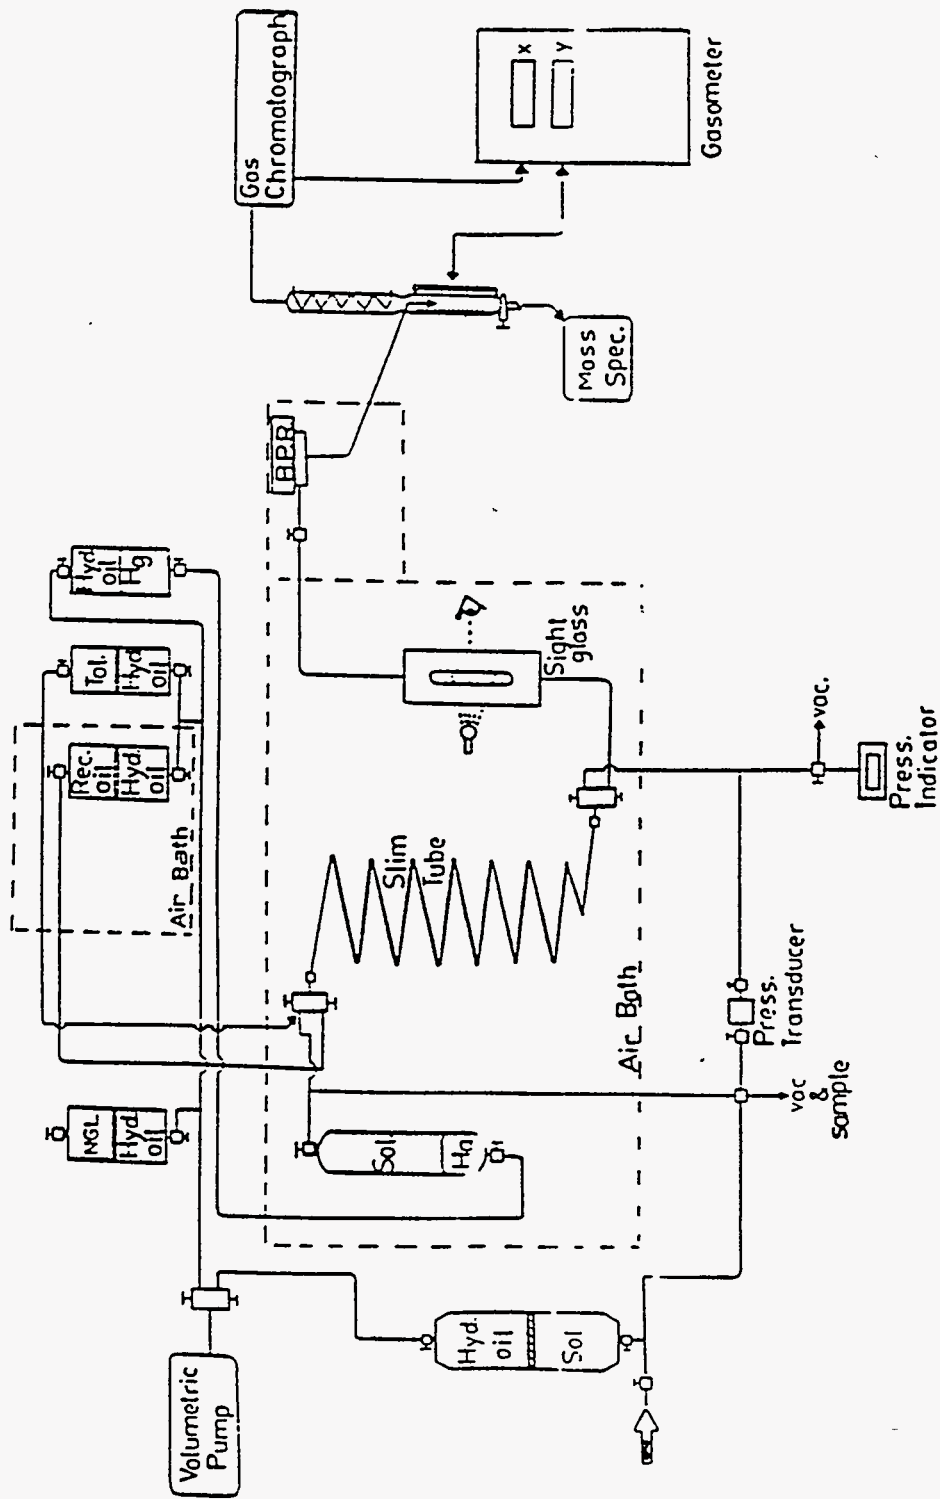 Volumetric
Pump
NGL
Hyd.
oil
Rec.
oil
Hyd.
oil
Air Bath
Tol.
Hyd
oil
Hyd
oil
Hg
Hyd.
oil
Sol
Sol
Slim
Tube
Air Bath
Sight
glass
B.P.R
Gas
Chromatograph
Mass
Spec.
x
y
Gasometer
vac
&
sample
Press.
Transducer
vac.
Press.
Indicator